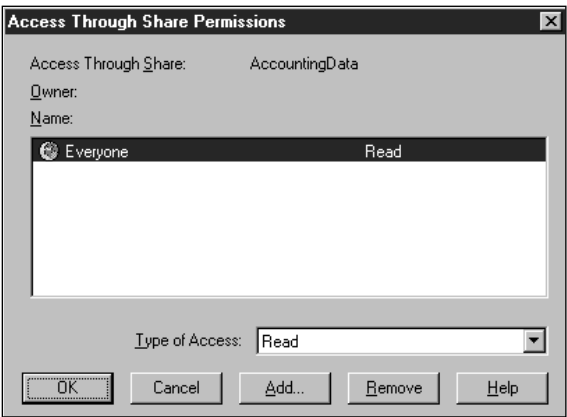 Access Through Share Permissions
Access Through Share: AccountingData
Owner:
Name:
Everyone Read
Type of Access: Read
OK Cancel Add... Remove Help